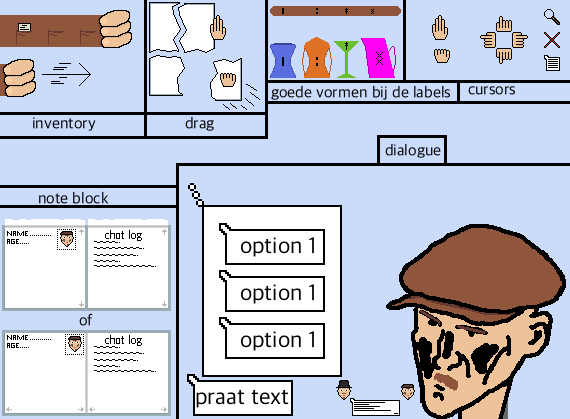 goede vormen bij de labels
cursors
inventory
drag
dialogue
note block
NAME..........
AGE.....
chat log
option 1
option 1
option 1
of
NAME..........
AGE.....
chat log
praat text